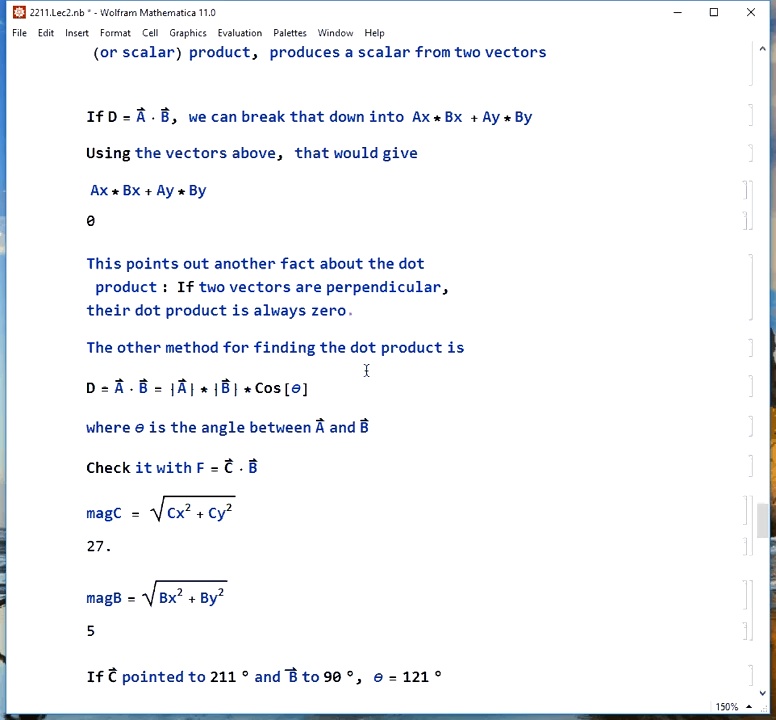 2211.Lec2.nb * - Wolfram Mathematica 11.0
File Edit Insert Format Cell Graphics Evaluation Palettes Window Help
(or scalar) product, produces a scalar from two vectors
If D = A⃗ · B⃗, we can break that down into Ax * Bx + Ay * By
Using the vectors above, that would give
Ax * Bx + Ay * By
0
This points out another fact about the dot
product : If two vectors are perpendicular,
their dot product is always zero.
The other method for finding the dot product is
D = A⃗ · B⃗ = |A⃗| * |B⃗| * Cos[θ]
where θ is the angle between A⃗ and B⃗
Check it with F = C⃗ · B⃗
magC = √(Cx² + Cy²)
27.
magB = √(Bx² + By²)
5
If C⃗ pointed to 211 ° and B⃗ to 90 °, θ = 121 °
150%